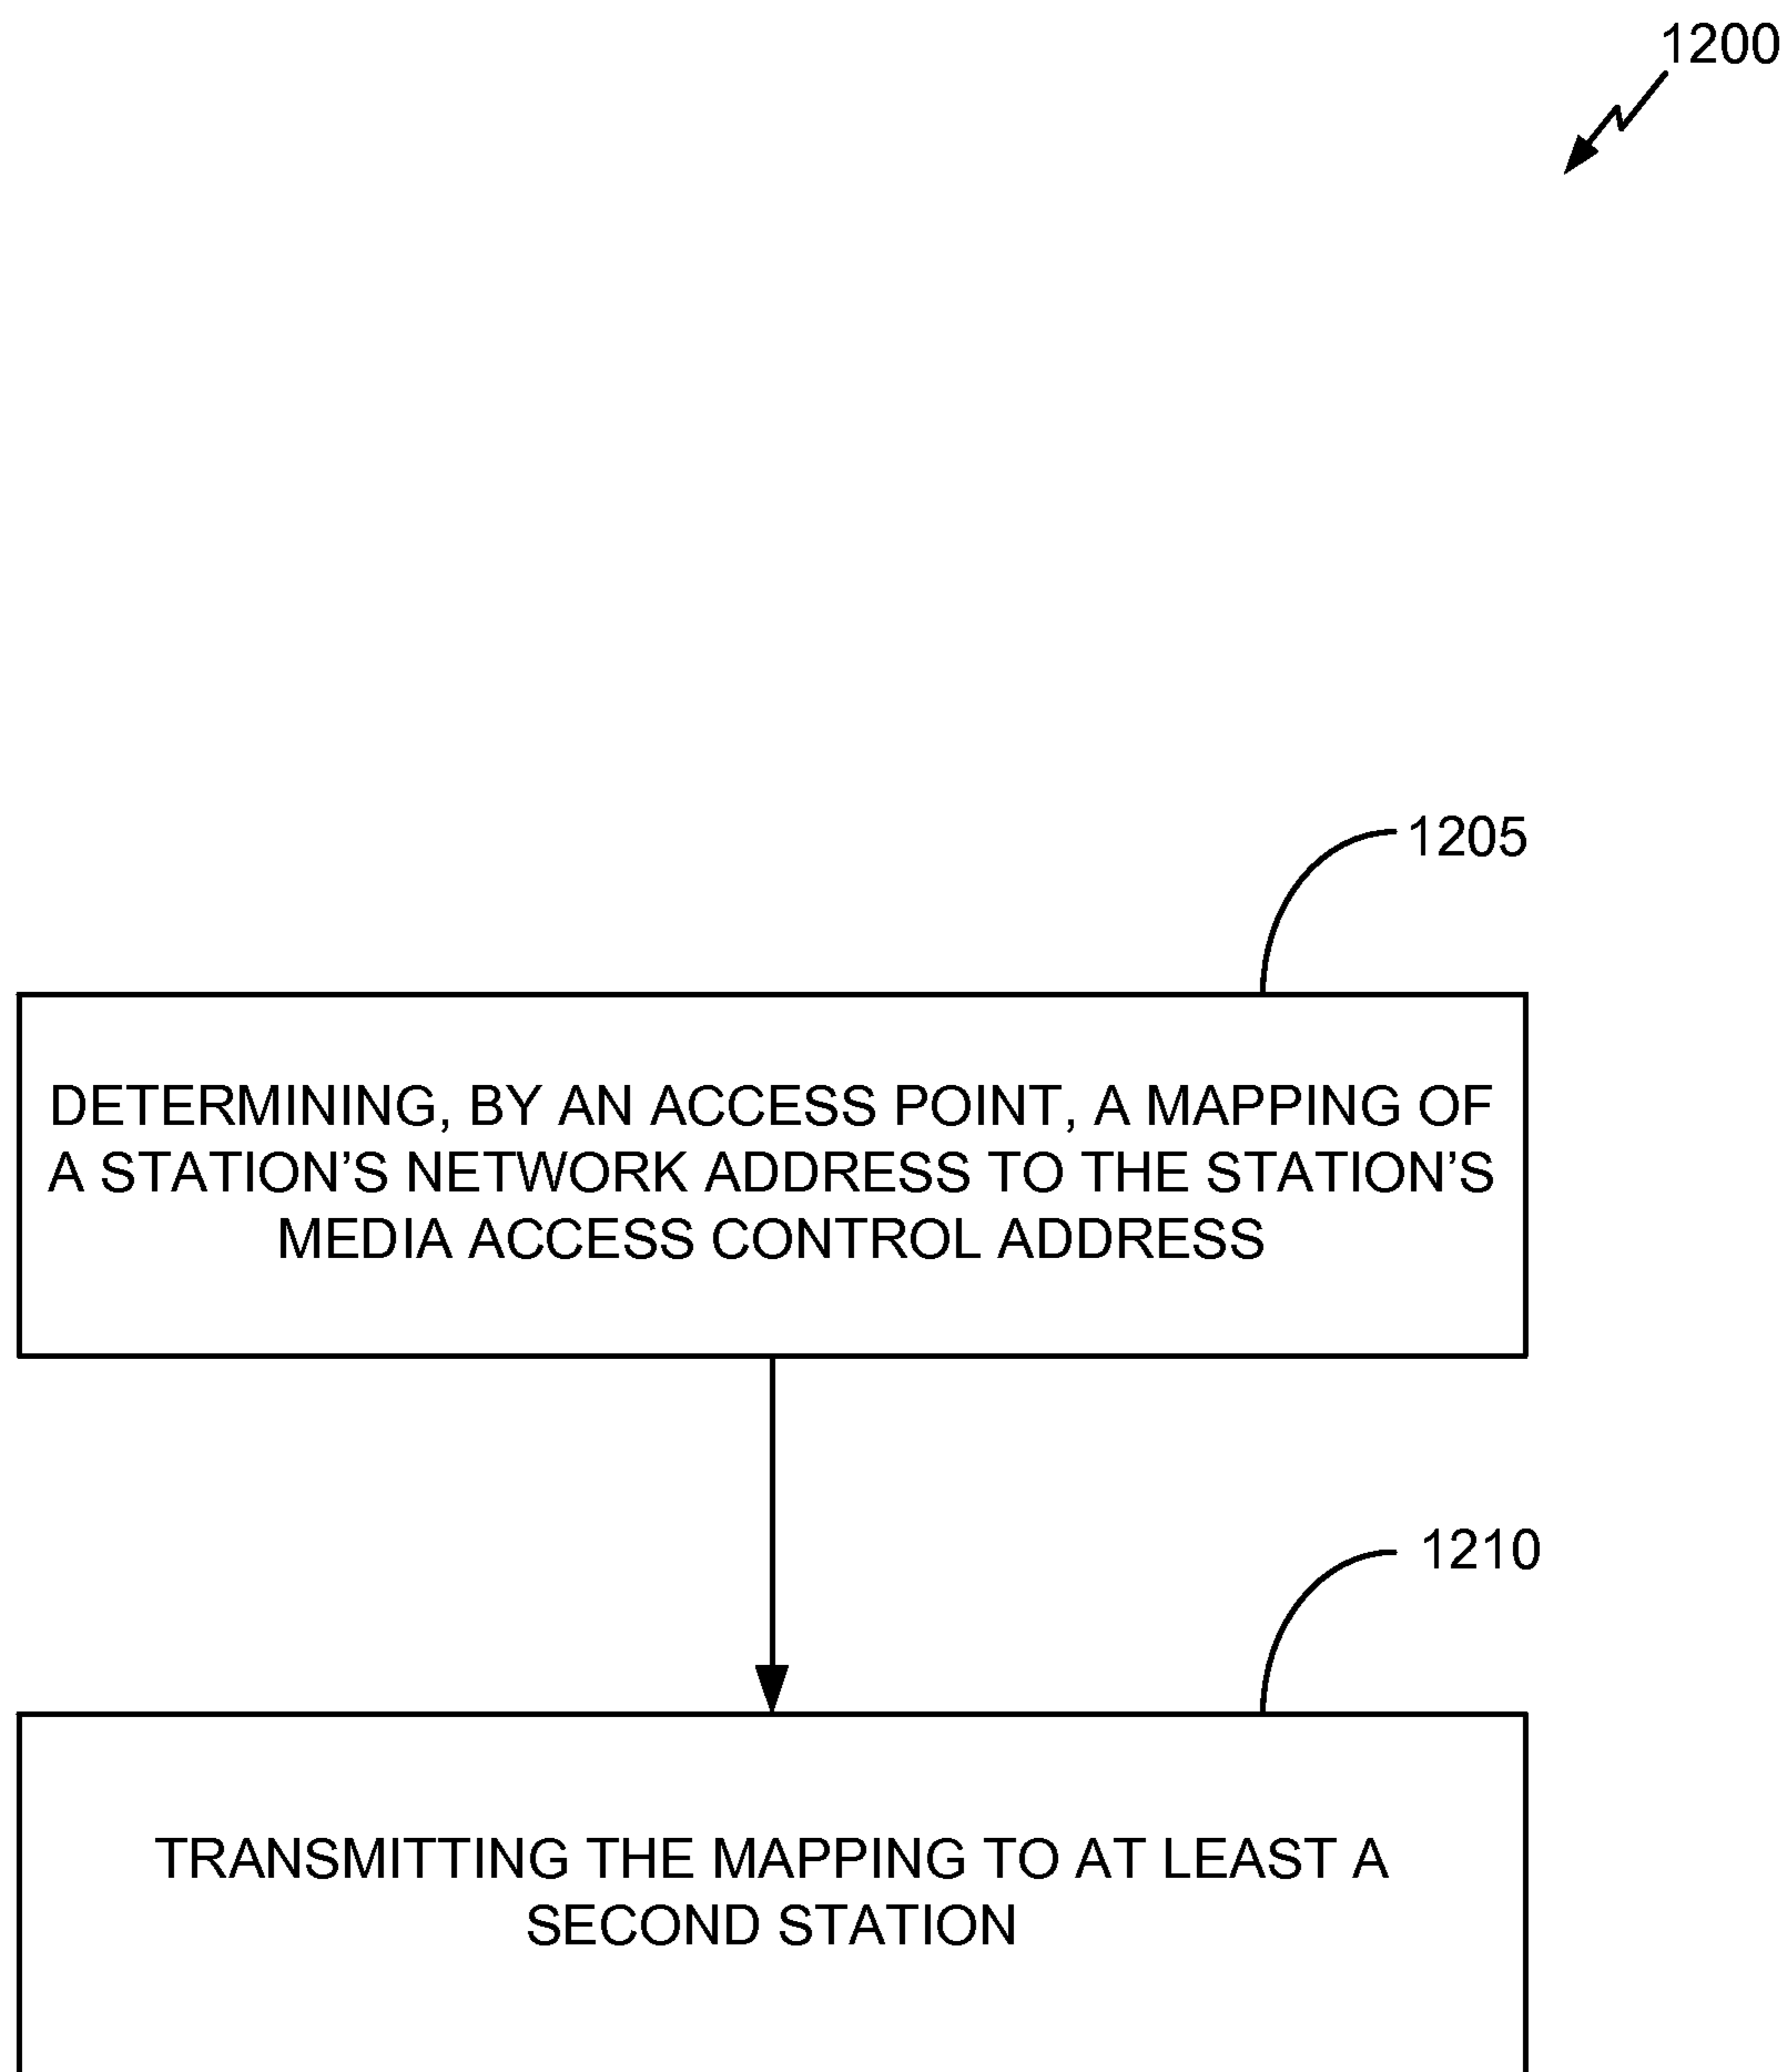 1200
1205
DETERMINING, BY AN ACCESS POINT, A MAPPING OF
A STATION’S NETWORK ADDRESS TO THE STATION’S
MEDIA ACCESS CONTROL ADDRESS
1210
TRANSMITTING THE MAPPING TO AT LEAST A
SECOND STATION